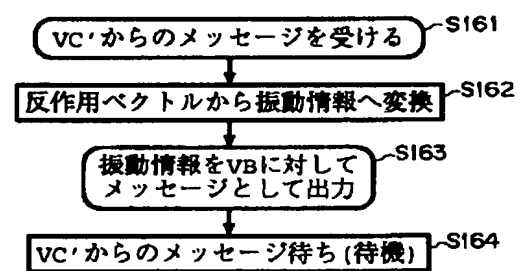 VC'からのメッセージを受ける
S161
反作用ベクトルから振動情報へ変換
S162
振動情報をVBに対して
メッセージとして出力
S163
VC'からのメッセージ待ち(待機)
S164